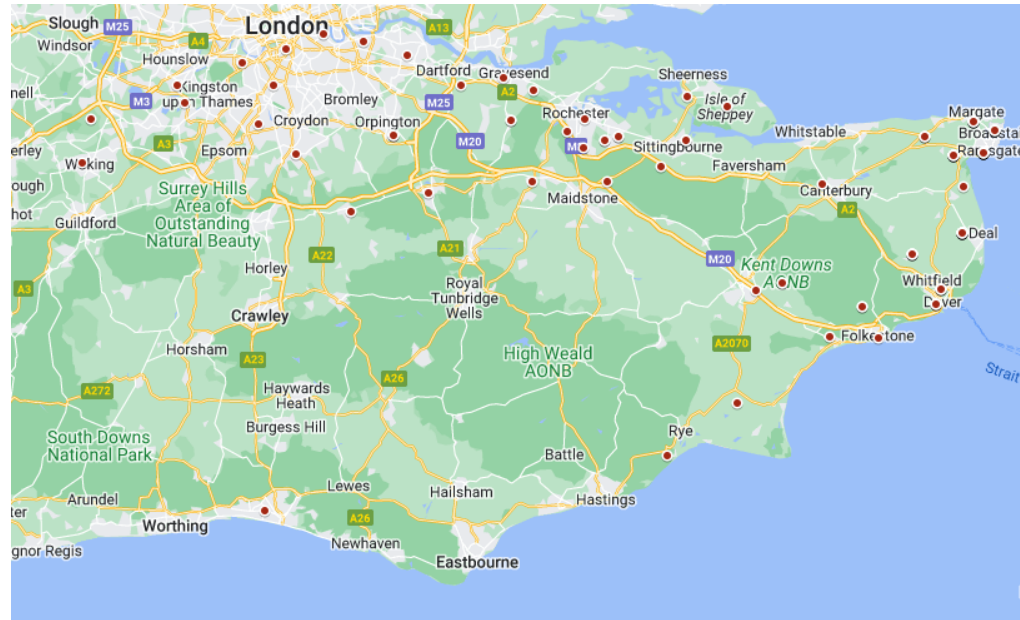 Slough
M25
London
A13
Windsor
A4
Hounslow
Dartford
Gravesend
Sheerness
nell
M3
Kingston
upon Thames
M25
A2
Isle of
Sheppey
Bromley
Rochester
Margate
Croydon
Orpington
Whitstable
Broadsta
A3
M20
Sittingbourne
Ramsgate
erley
Woking
Epsom
Faversham
ough
Surrey Hills
Area of
Outstanding
Natural Beauty
Canterbury
hot
Guildford
Maidstone
A2
Deal
A22
A21
M20
Kent Downs
AONB
Horley
A3
Royal
Tunbridge
Wells
Whitfield
Dover
Crawley
Folkestone
Horsham
A23
High Weald
AONB
A2070
Strait
A272
Haywards
Heath
A26
Burgess Hill
Rye
South Downs
National Park
Battle
Arundel
Lewes
Hailsham
Hastings
ter
Worthing
A26
gnor Regis
Newhaven
Eastbourne